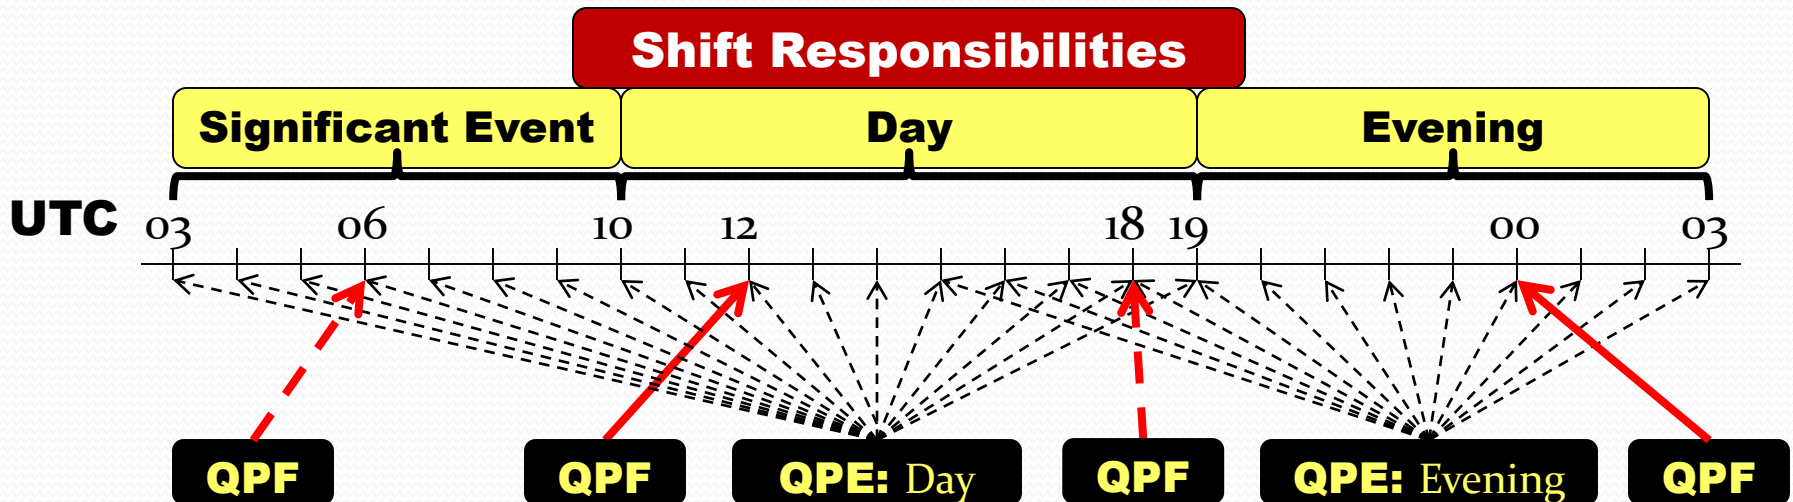 Shift Responsibilities
Significant Event Day Evening
UTC 03 06 10 12 18 19 00 03
QPF QPF QPE: Day QPF QPE: Evening QPF